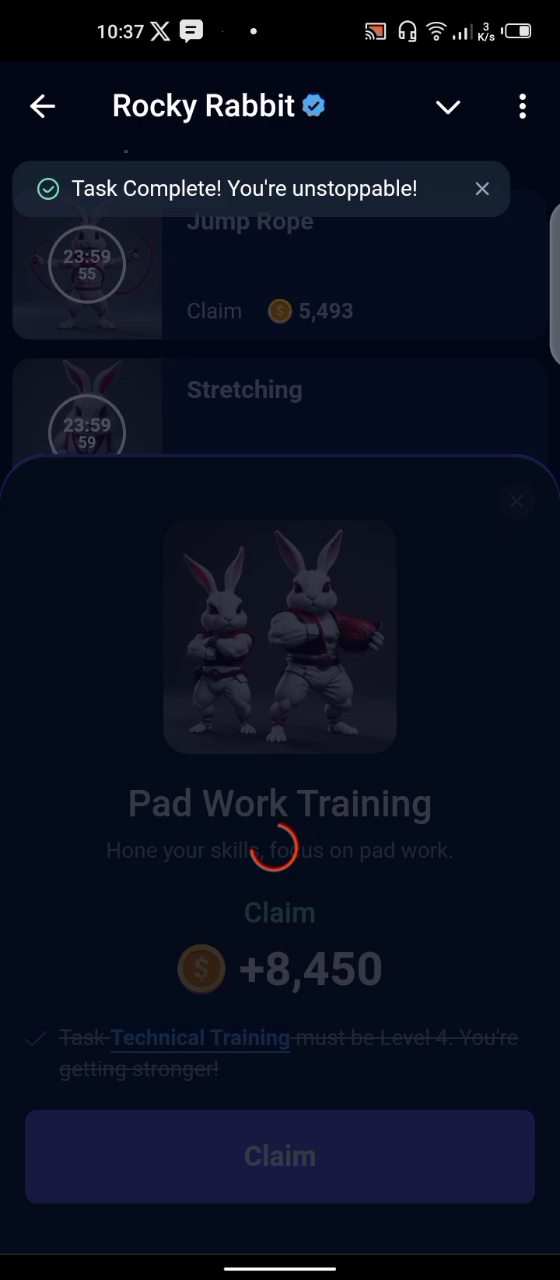 10:37
3
K/s
Rocky Rabbit
Task Complete! You're unstoppable!
Jump Rope
23:59
55
Claim 5,493
Stretching
23:59
59
Pad Work Training
Hone your skills, focus on pad work.
Claim
+8,450
Task Technical Training must be Level 4. You're
getting stronger!
Claim